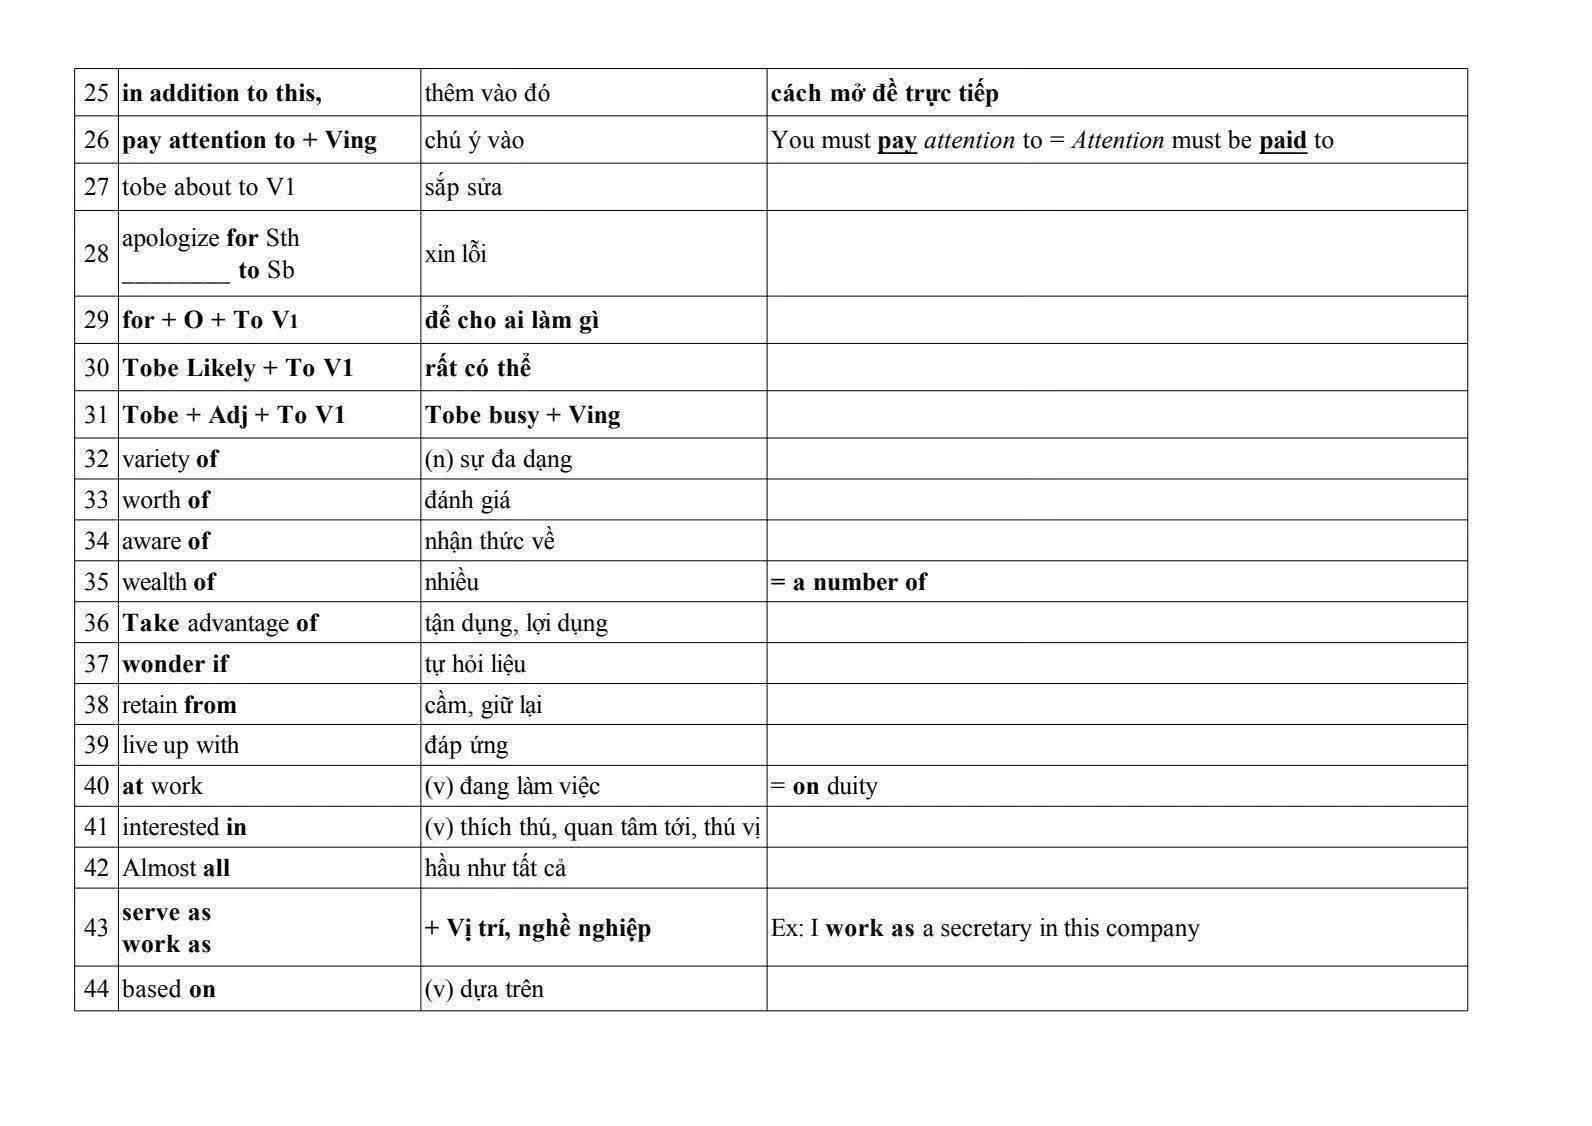 25 in addition to this, thêm vào đó cách mở đề trực tiếp
26 pay attention to + Ving chú ý vào You must pay attention to = Attention must be paid to
27 tobe about to V1 sắp sửa
28 apologize for Sth xin lỗi
_________ to Sb
29 for + O + To V1 để cho ai làm gì
30 Tobe Likely + To V1 rất có thể
31 Tobe + Adj + To V1 Tobe busy + Ving
32 variety of (n) sự đa dạng
33 worth of đánh giá
34 aware of nhận thức về
35 wealth of nhiều = a number of
36 Take advantage of tận dụng, lợi dụng
37 wonder if tự hỏi liệu
38 retain from cầm, giữ lại
39 live up with đáp ứng
40 at work (v) đang làm việc = on duity
41 interested in (v) thích thú, quan tâm tới, thú vị
42 Almost all hầu như tất cả
43 serve as + Vị trí, nghề nghiệp Ex: I work as a secretary in this company
work as
44 based on (v) dựa trên